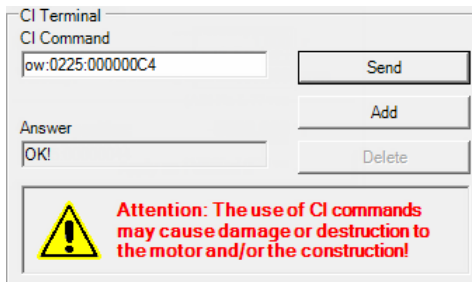 CI Terminal
CI Command
ow:0225:000000C4
Send
Add
Answer
OK!
Delete
Attention: The use of CI commands
may cause damage or destruction to
the motor and/or the construction!